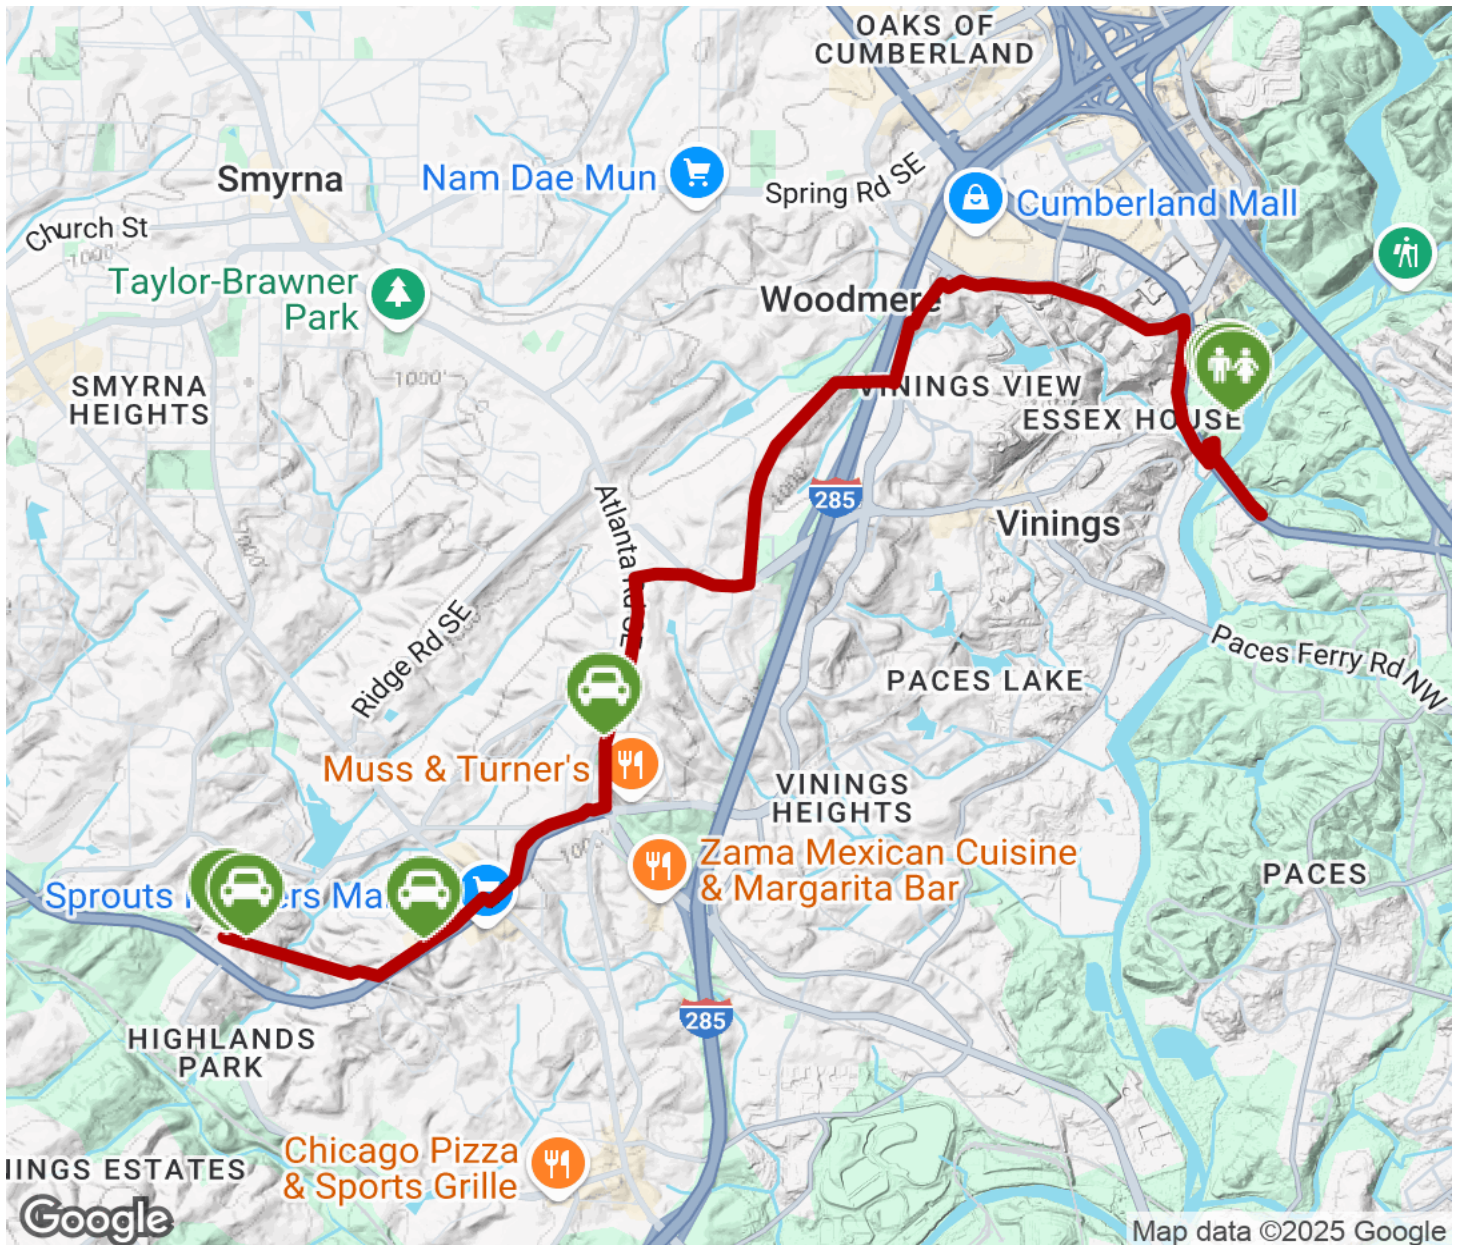 OAKS OF
CUMBERLAND
Smyrna
Nam Dae Mun
Spring Rd SE
Cumberland Mall
Church St
1000'
Taylor-Brawner
Park
Woodmere
SMYRNA
HEIGHTS
1000'
VININGS VIEW
ESSEX HOUSE
1000'
285
Atlanta Rd SE
Vinings
1000'
Ridge Rd SE
Paces Ferry Rd NW
PACES LAKE
Muss & Turner's
VININGS
HEIGHTS
Zama Mexican Cuisine
& Margarita Bar
PACES
Sprouts
285
HIGHLANDS
PARK
Chicago Pizza
& Sports Grille
NINGS ESTATES
Google
Map data ©2025 Google